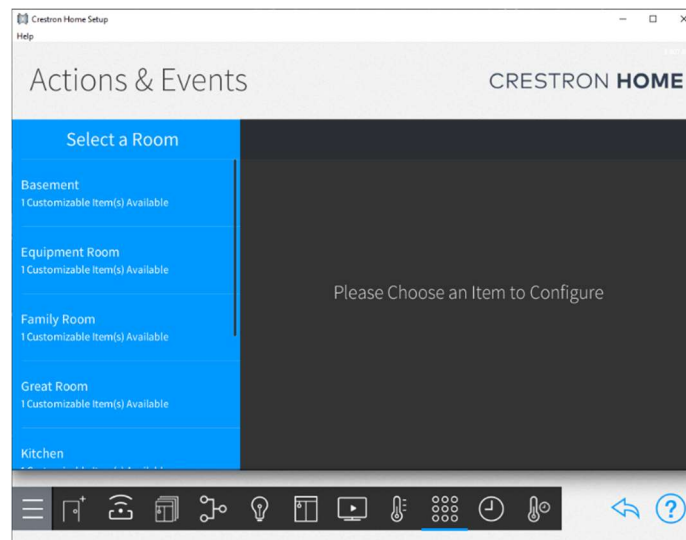 Crestron Home Setup
Help
Actions & Events
CRESTRON HOME
Select a Room
Basement
1 Customizable Item(s) Available
Equipment Room
1 Customizable Item(s) Available
Family Room
1 Customizable Item(s) Available
Great Room
1 Customizable Item(s) Available
Kitchen
Please Choose an Item to Configure
?